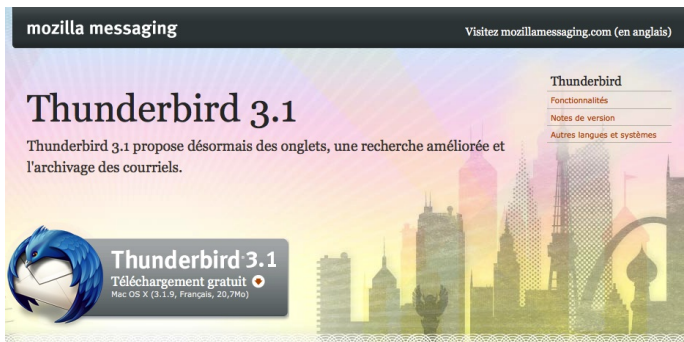 mozilla messaging
Visitez mozillamessaging.com (en anglais)
Thunderbird 3.1
Thunderbird 3.1 propose désormais des onglets, une recherche améliorée et
l'archivage des courriels.
Thunderbird
Fonctionnalités
Notes de version
Autres langues et systèmes
Thunderbird 3.1
Téléchargement gratuit
Mac OS X (3.1.9, Français, 20,7Mo)